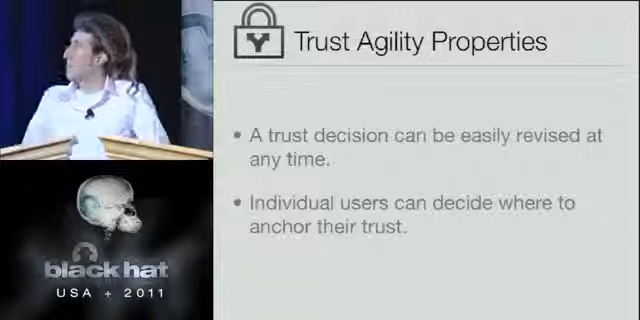 Trust Agility Properties
• A trust decision can be easily revised at
any time.
• Individual users can decide where to
anchor their trust.
black hat
USA + 2011